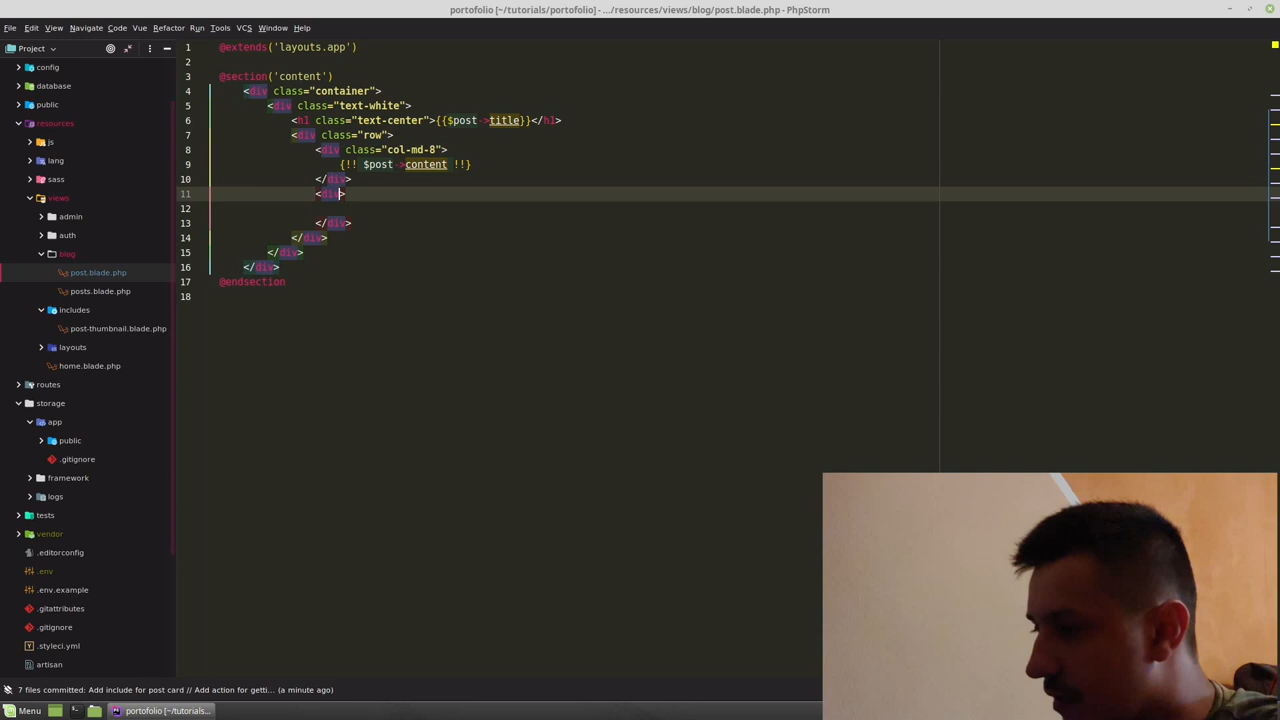 portofolio [~/tutorials/portofolio] - .../resources/views/blog/post.blade.php - PhpStorm
File Edit View Navigate Code Vue Refactor Run Tools VCS Window Help
Project
config
database
public
resources
js
lang
sass
views
admin
auth
blog
post.blade.php
posts.blade.php
includes
post-thumbnail.blade.php
layouts
home.blade.php
routes
storage
app
public
.gitignore
framework
logs
tests
vendor
.editorconfig
.env
.env.example
.gitattributes
.gitignore
.styleci.yml
artisan
1 @extends('layouts.app')
2
3 @section('content')
4 <div class="container">
5 <div class="text-white">
6 <h1 class="text-center">{{$post->title}}</h1>
7 <div class="row">
8 <div class="col-md-8">
9 {!! $post->content !!}
10 </div>
11 <div>
12
13 </div>
14 </div>
15 </div>
16 </div>
17 @endsection
18
7 files committed: Add include for post card // Add action for getti... (a minute ago)
Menu
portofolio [~/tutorials...